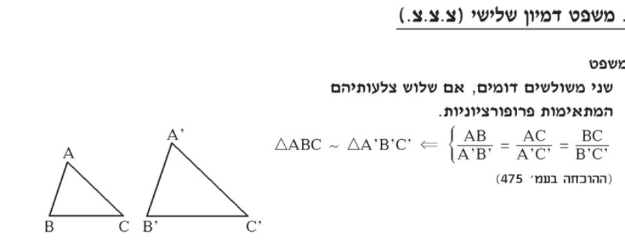 . משפט דמיון שלישי (צ.צ.צ.)
משפט
שני משולשים דומים, אם שלוש צלעותיהם
המתאימות פרופורציוניות.
△ABC ~ △A'B'C' ⇐ { AB/A'B' = AC/A'C' = BC/B'C'
(ההוכחה בעמ׳ 475)
A
A'
B C B' C'